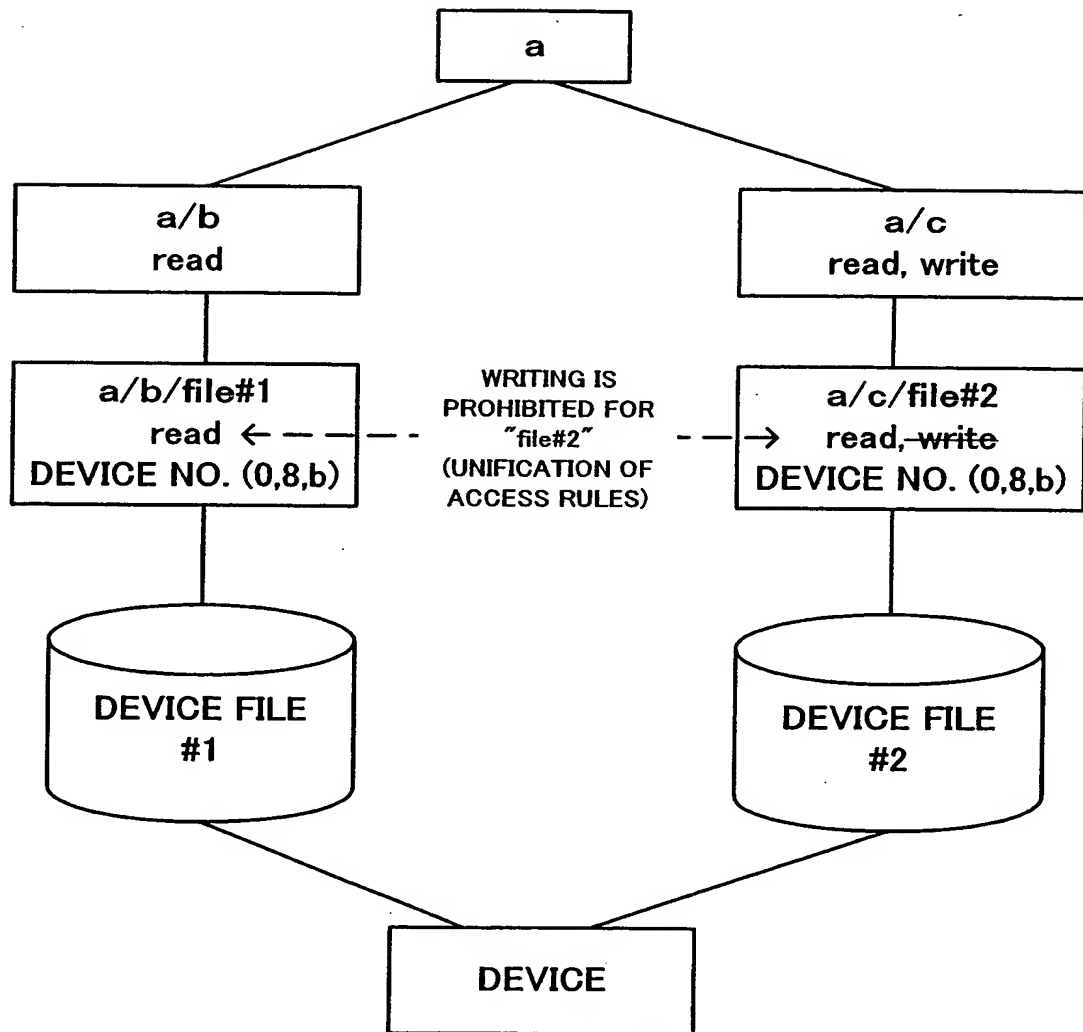 a
a/b
read
a/c
read, write
a/b/file#1
read
DEVICE NO. (0,8,b)
WRITING IS
PROHIBITED FOR
"file#2"
(UNIFICATION OF
ACCESS RULES)
a/c/file#2
read, write
DEVICE NO. (0,8,b)
DEVICE FILE
#1
DEVICE FILE
#2
DEVICE